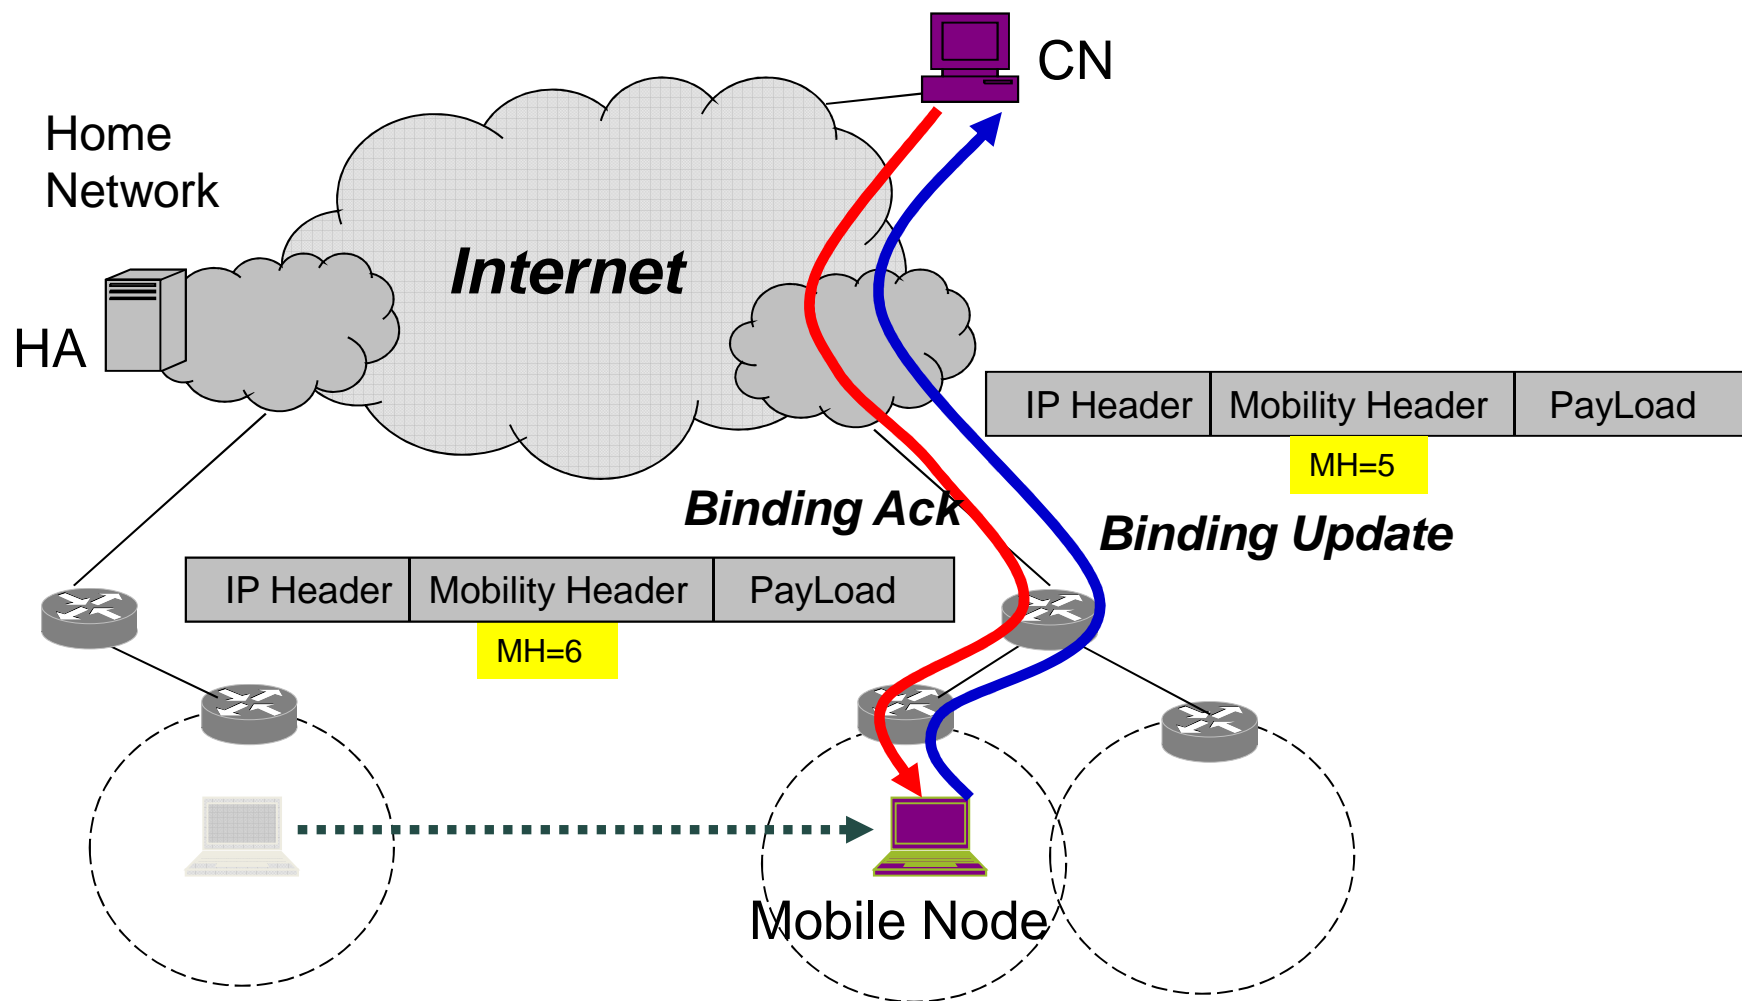 CN
Home
Network
Internet
HA
IP Header Mobility Header PayLoad
MH=5
Binding Ack
Binding Update
IP Header Mobility Header PayLoad
MH=6
Mobile Node